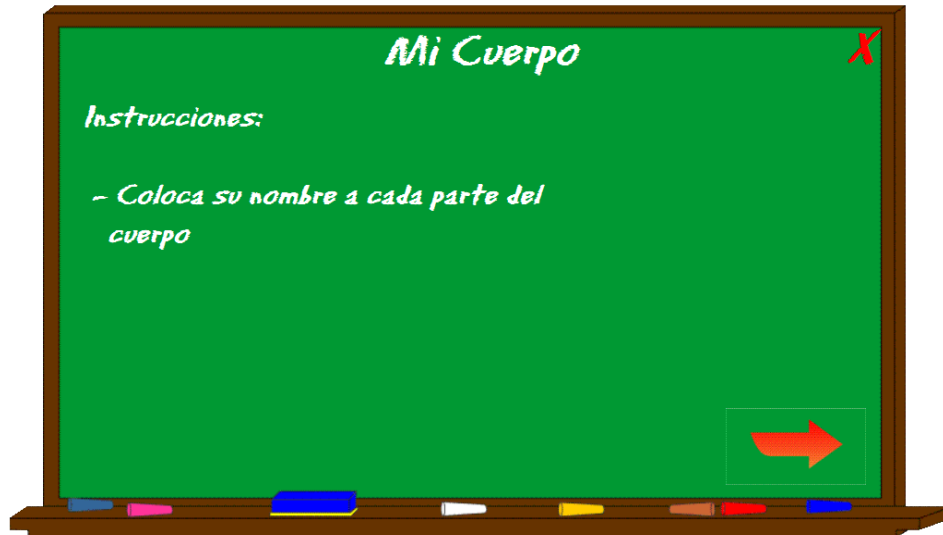 Mi Cuerpo
X
Instrucciones:
- Coloca su nombre a cada parte del
cuerpo